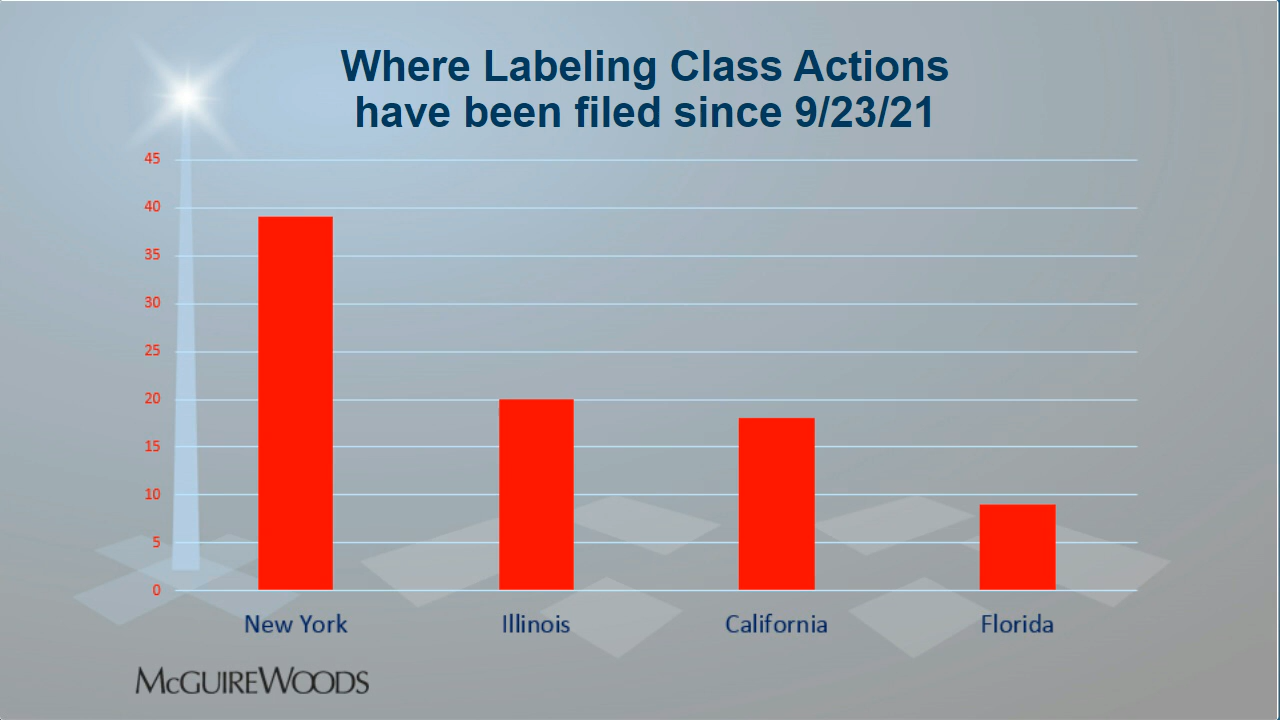 Where Labeling Class Actions
have been filed since 9/23/21
45
40
35
30
25
20
15
10
5
0
New York Illinois California Florida
McGUIREWOODS